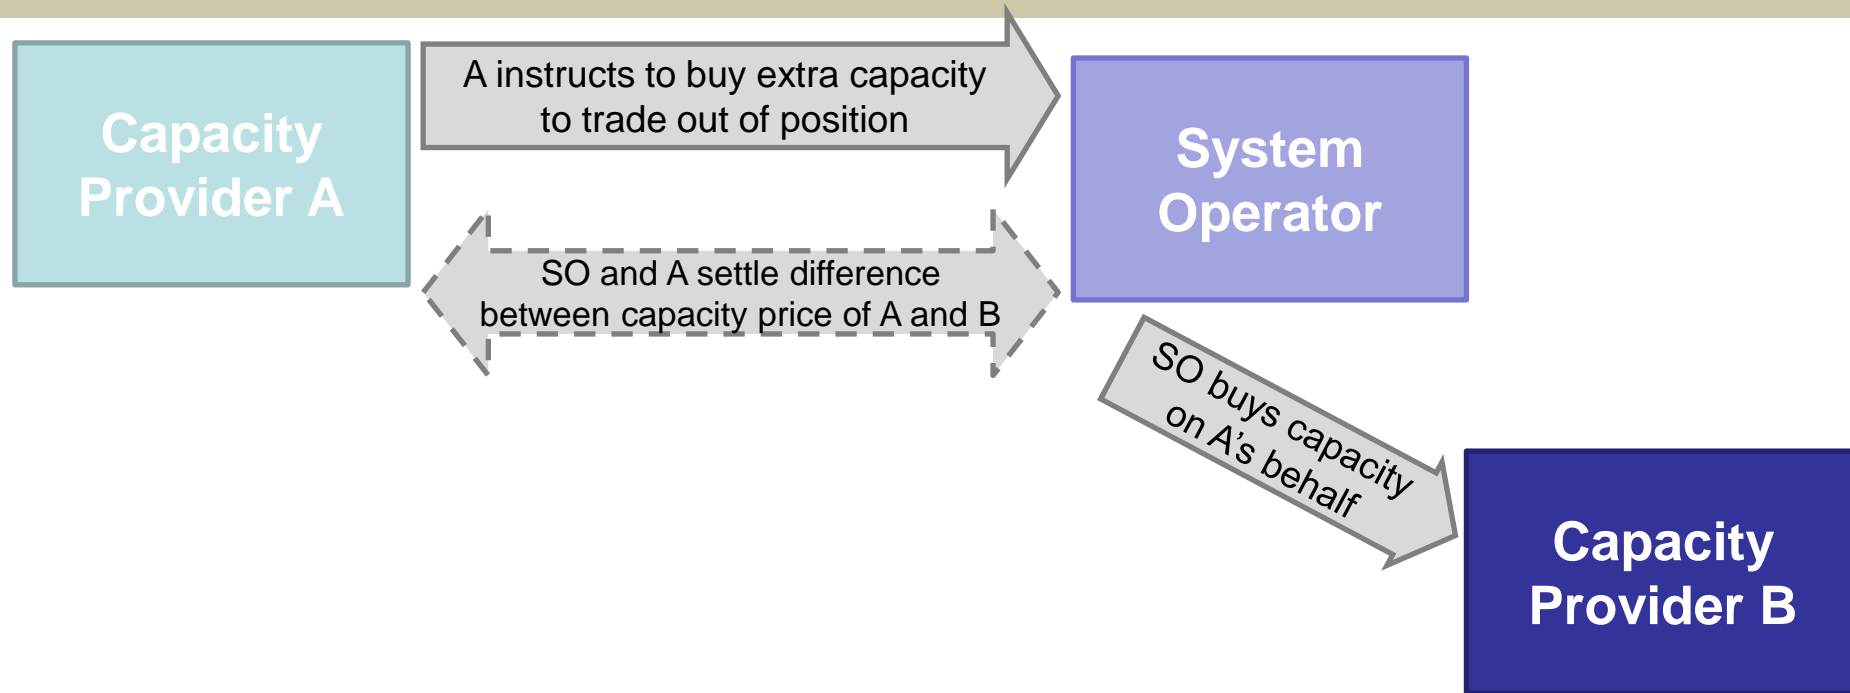 Capacity
Provider A
A instructs to buy extra capacity
to trade out of position
System
Operator
SO and A settle difference
between capacity price of A and B
SO buys capacity
on A’s behalf
Capacity
Provider B